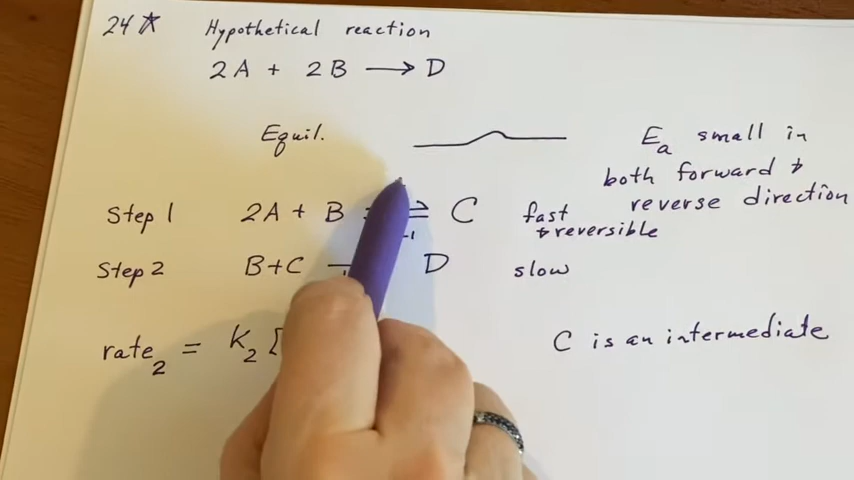 24 ☆ Hypothetical reaction
2A + 2B → D
Equil.
Ea small in
both forward &
reverse direction
Step 1 2A + B ⇌ C fast
-1 & reversible
Step 2 B+C → D slow
rate2 = K2 [
C is an intermediate